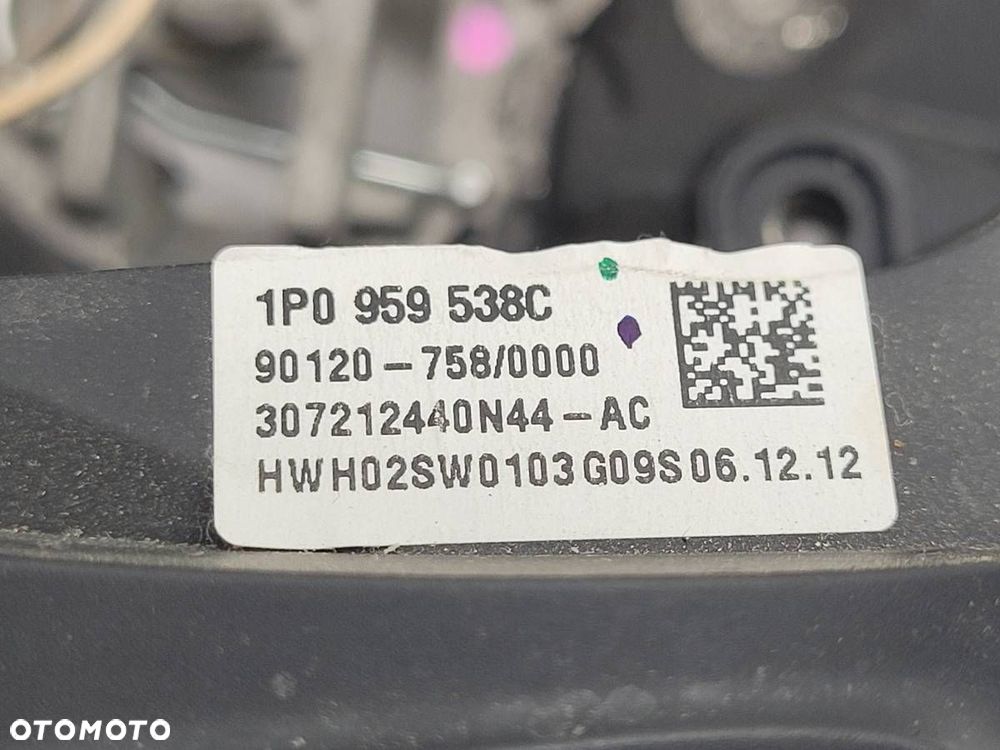 1P0 959 538C
90120-758/0000
307212440N44-AC
HWH02SW0103G09S06.12.12
OTOMOTO